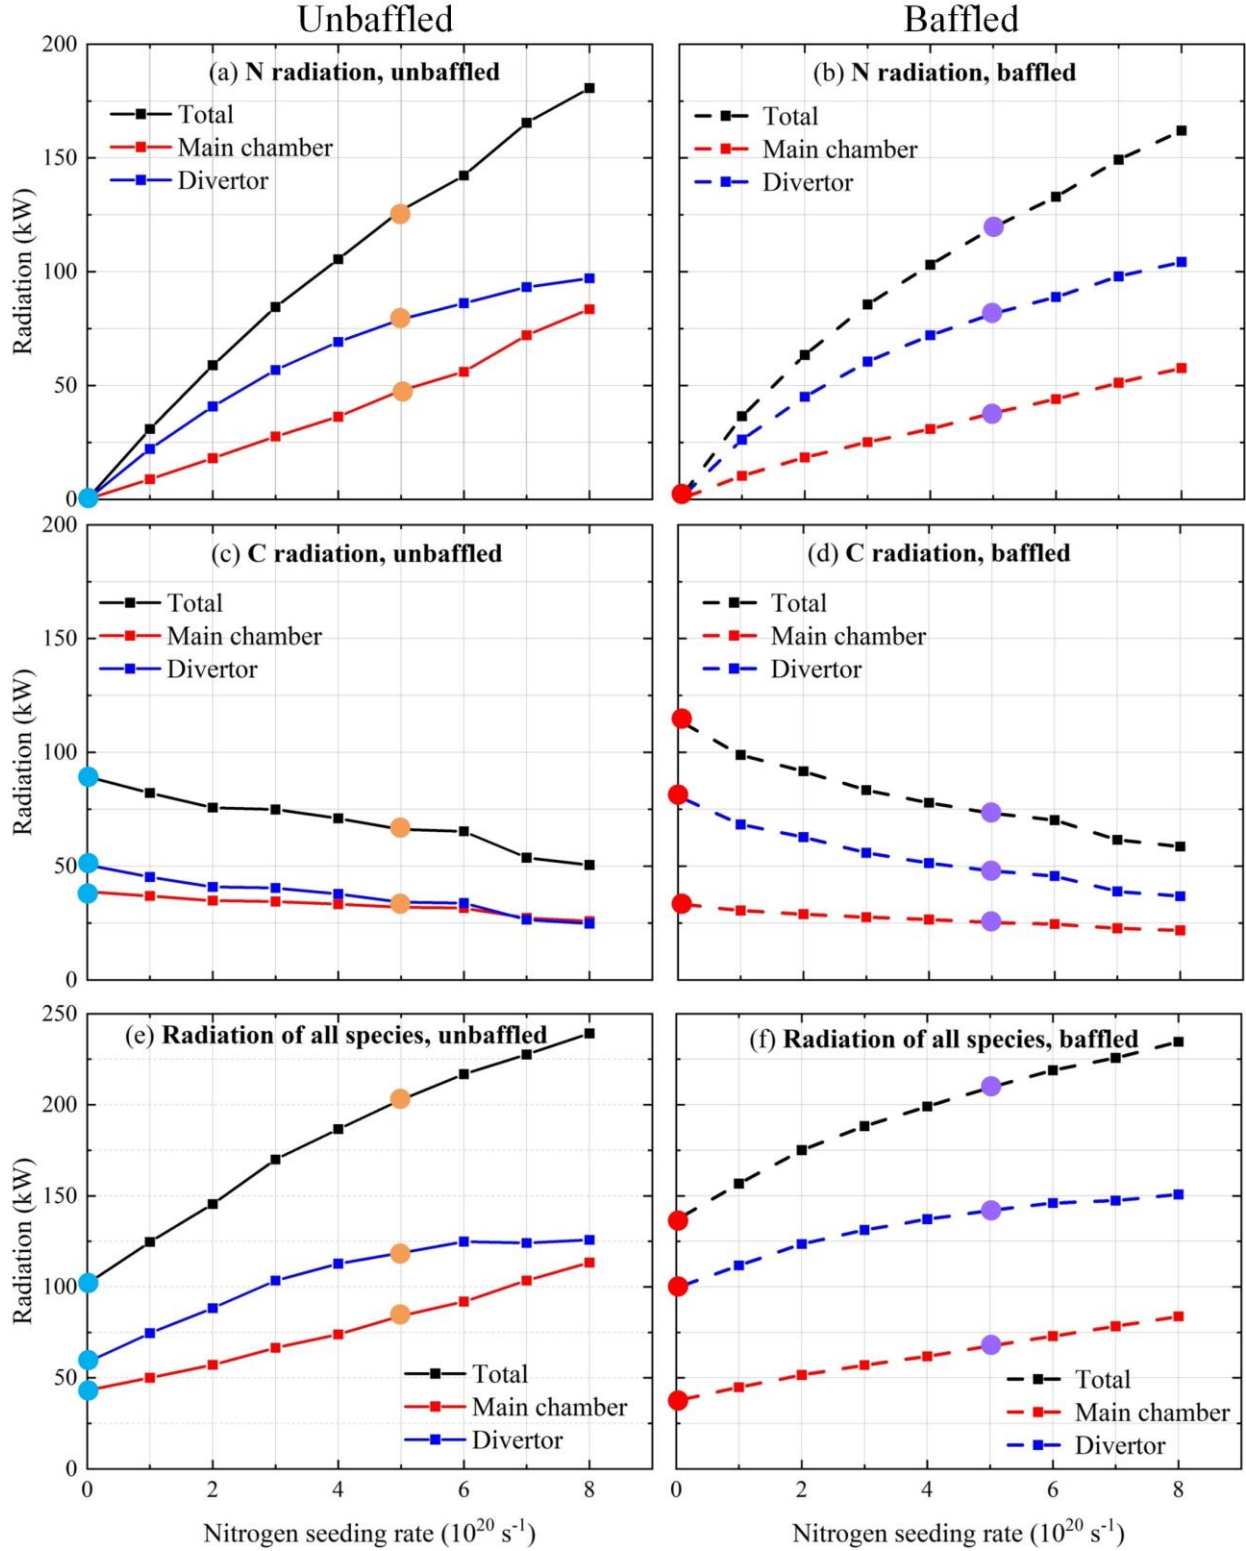 Unbaffled
Baffled
(a) N radiation, unbaffled
Total
Main chamber
Divertor
200
150
100
50
0
Radiation (kW)
(b) N radiation, baffled
Total
Main chamber
Divertor
(c) C radiation, unbaffled
Total
Main chamber
Divertor
200
150
100
50
0
Radiation (kW)
(d) C radiation, baffled
Total
Main chamber
Divertor
(e) Radiation of all species, unbaffled
Total
Main chamber
Divertor
250
200
150
100
50
0
Radiation (kW)
0 2 4 6 8
Nitrogen seeding rate (10²⁰ s⁻¹)
(f) Radiation of all species, baffled
Total
Main chamber
Divertor
0 2 4 6 8
Nitrogen seeding rate (10²⁰ s⁻¹)